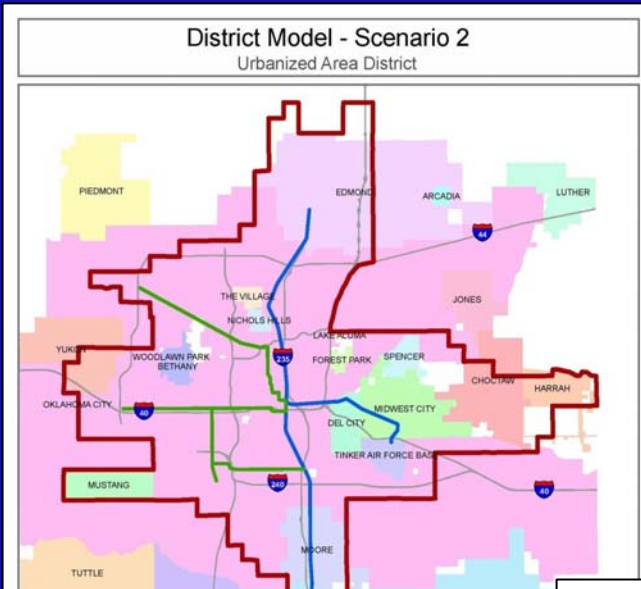 District Model - Scenario 2
Urbanized Area District
PIEDMONT
EDMOND
ARCADIA
LUTHER
44
THE VILLAGE
JONES
NICHOLS HILLS
LAKE ALUMA
YUKON
WOODLAWN PARK
BETHANY
235
FOREST PARK
SPENCER
CHOCTAW
HARRAH
OKLAHOMA CITY
40
MIDWEST CITY
DEL CITY
TINKER AIR FORCE BASE
MUSTANG
240
40
MOORE
TUTTLE